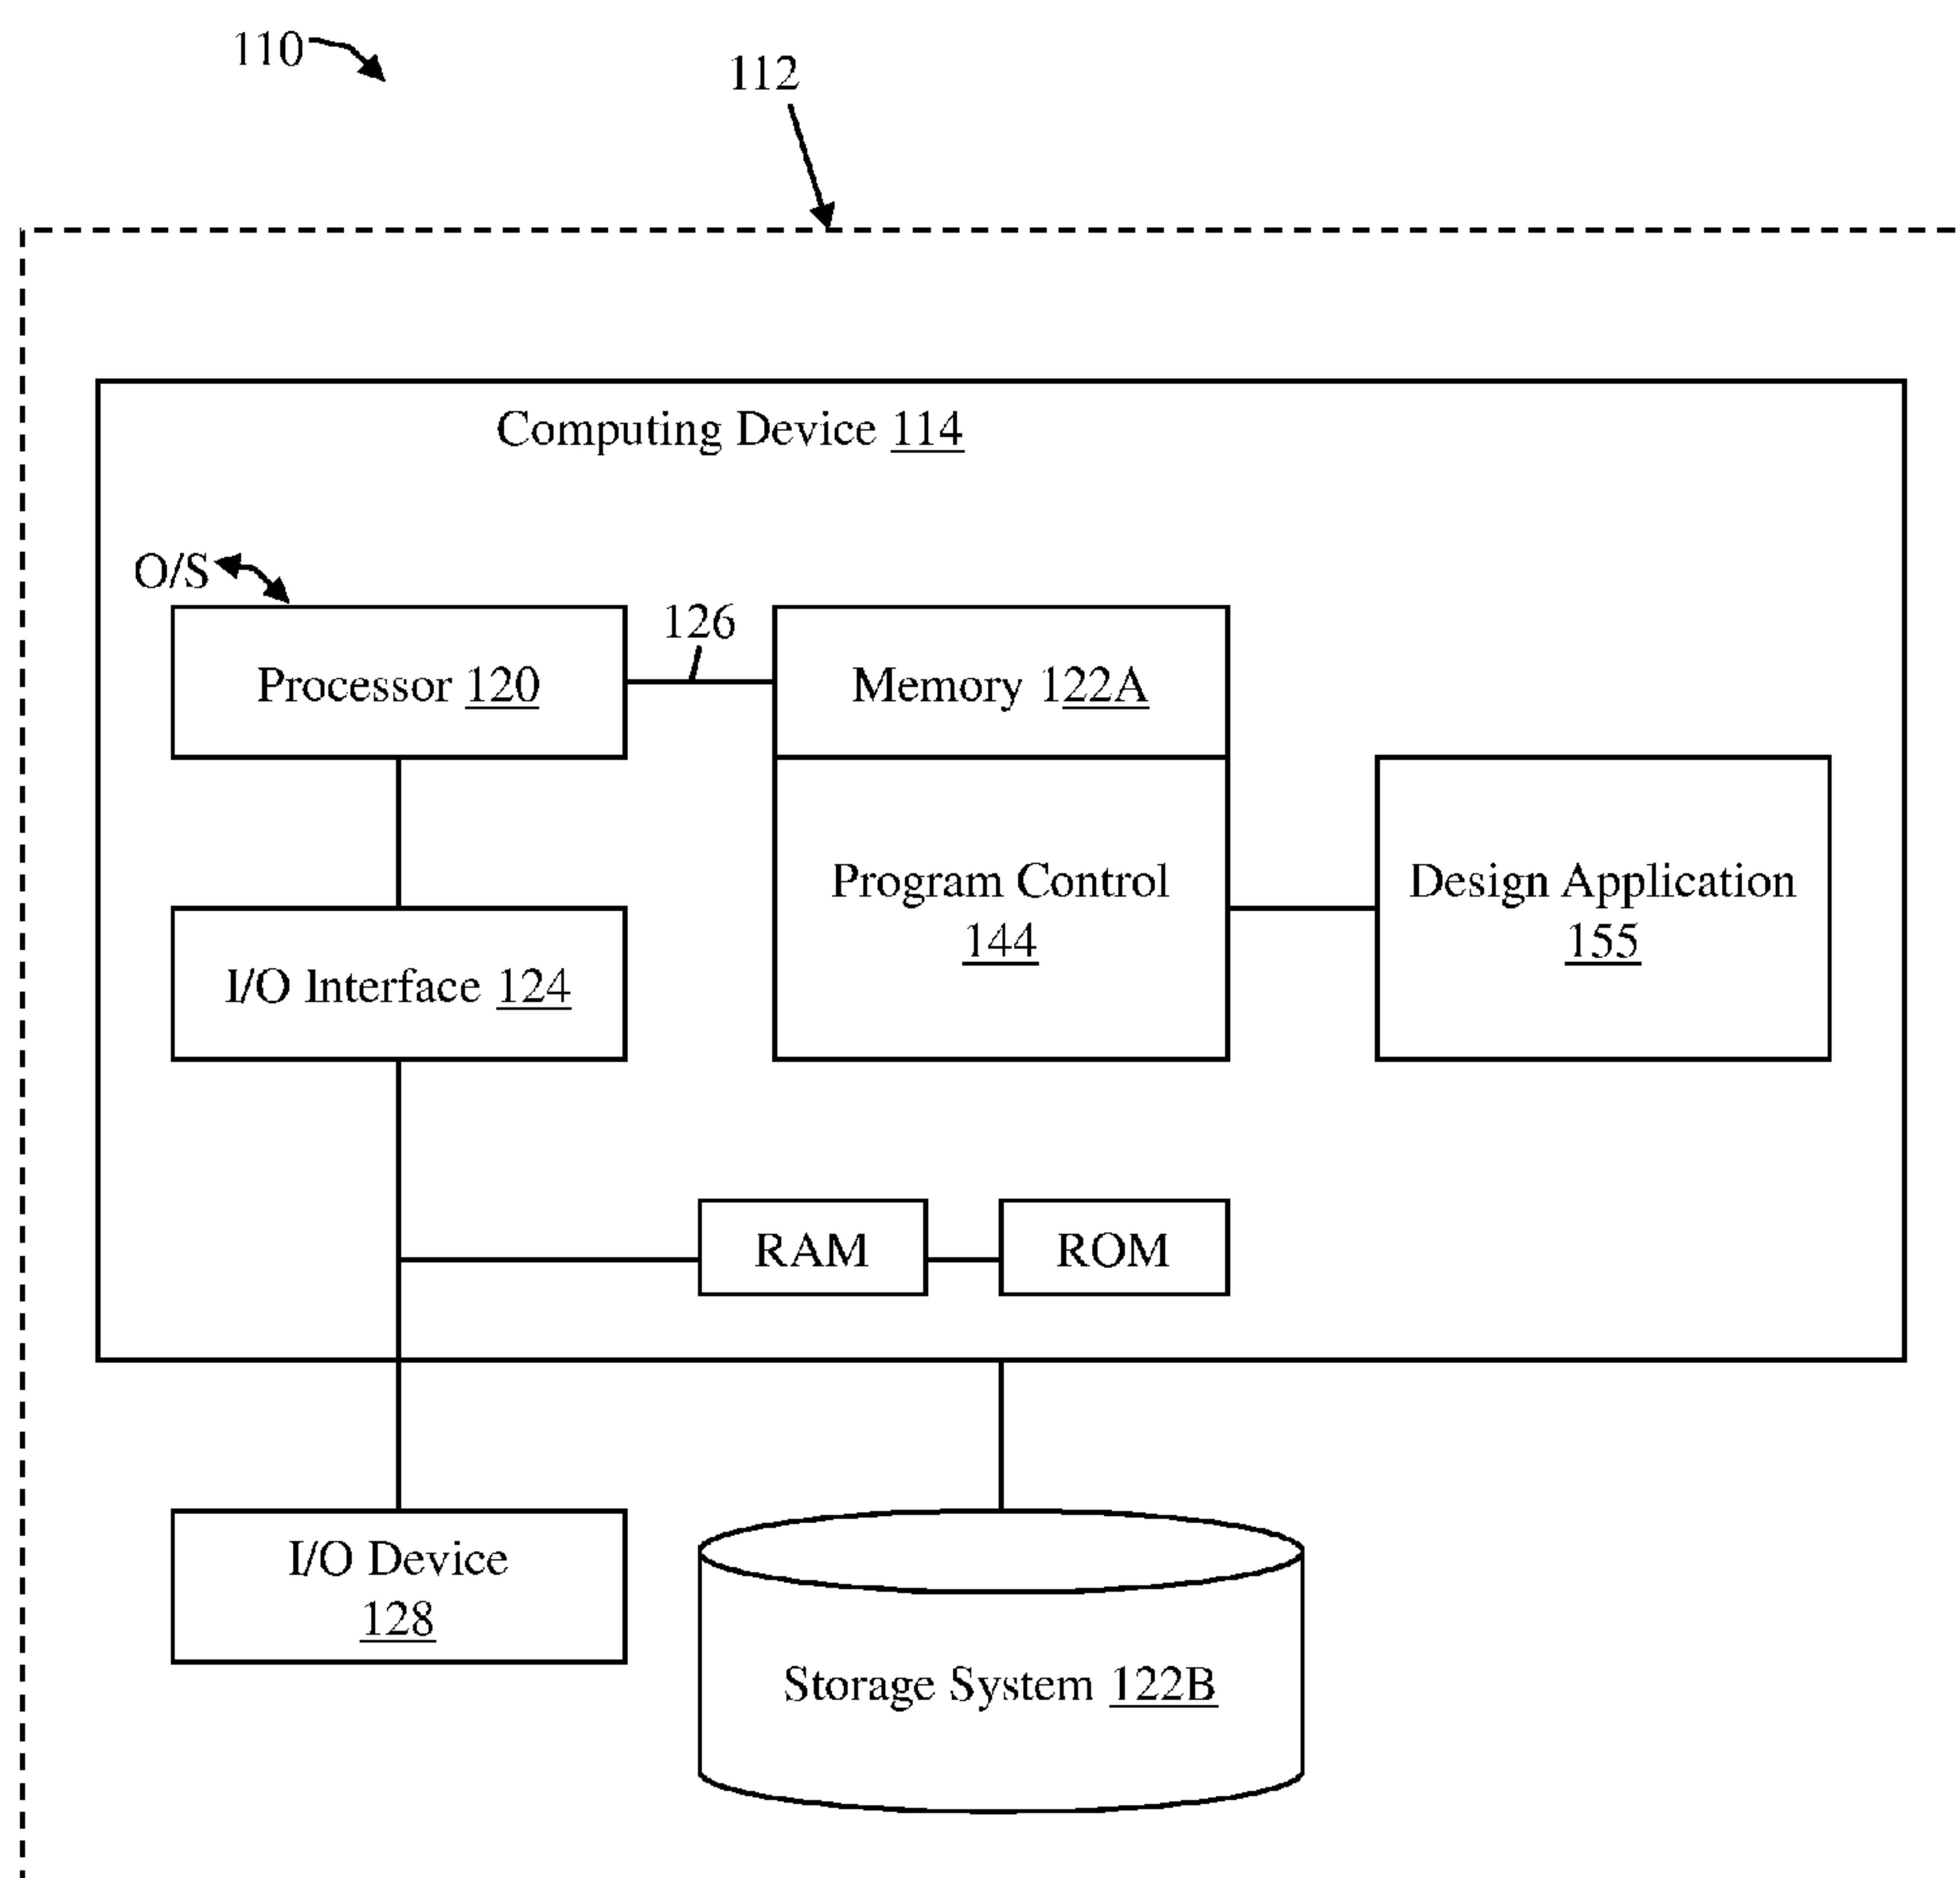 110
112
Computing Device 114
O/S
126
Processor 120
Memory 122A
Program Control
144
Design Application
155
I/O Interface 124
RAM
ROM
I/O Device
128
Storage System 122B